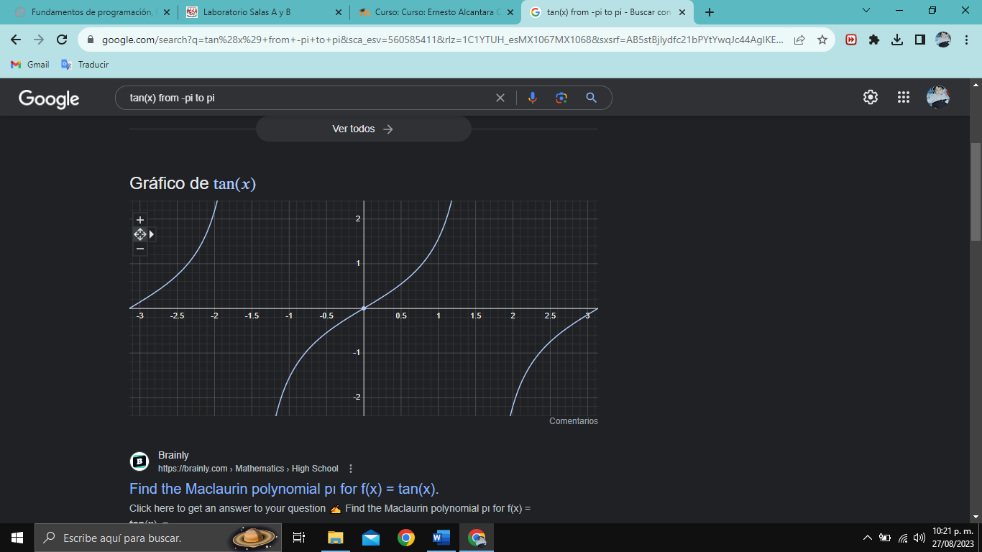 Fundamentos de programación,
Laboratorio Salas A y B
Curso: Curso: Ernesto Alcantara C
tan(x) from -pi to pi - Buscar con
google.com/search?q=tan%28x%29+from+-pi+to+pi&sca_esv=560585411&rlz=1C1YTUH_esMX1067MX1068&sxsrf=AB5stBjlydfc21bPYtYwqJc44AgIKE...
Gmail
Traducir
Google
tan(x) from -pi to pi
Ver todos
Gráfico de tan(x)
2
1
-3 -2.5 -2 -1.5 -1 -0.5 0.5 1 1.5 2 2.5 3
-1
-2
Comentarios
B
Brainly
https://brainly.com › Mathematics › High School
Find the Maclaurin polynomial p₁ for f(x) = tan(x).
Click here to get an answer to your question ✍️ Find the Maclaurin polynomial p₁ for f(x) =
Escribe aquí para buscar.
10:21 p. m.
27/08/2023